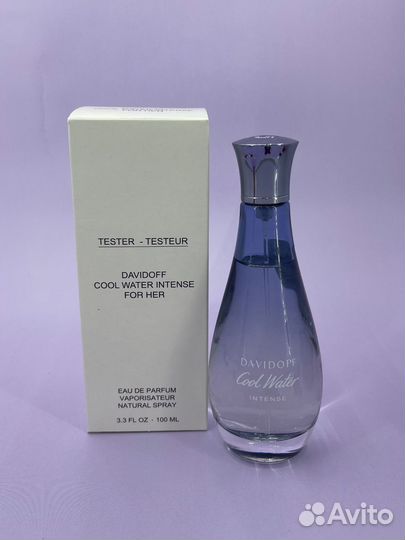 TESTER - TESTEUR
DAVIDOFF
COOL WATER INTENSE
FOR HER
EAU DE PARFUM
VAPORISATEUR
NATURAL SPRAY
3.3 FL OZ - 100 ML
DAVIDOFF
Cool Water
INTENSE
Avito